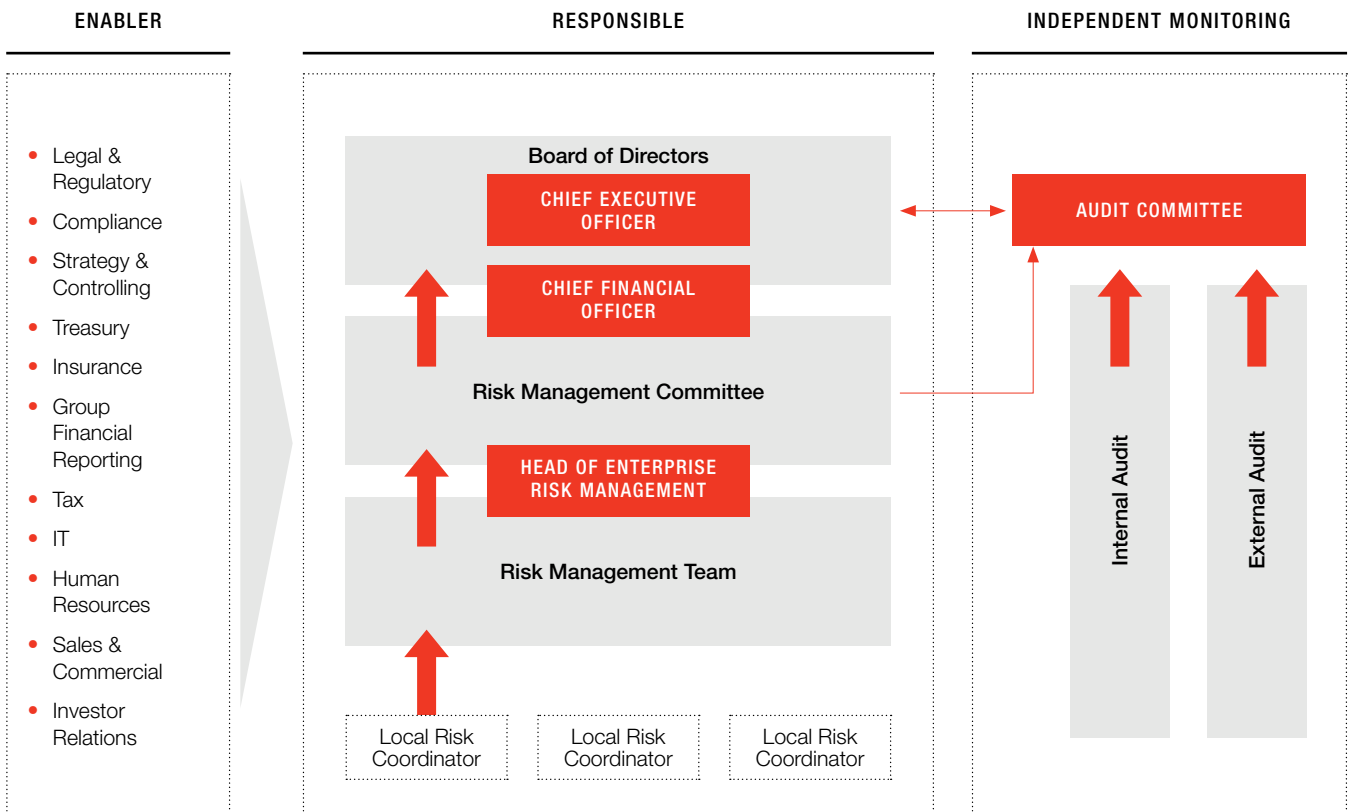 ENABLER
RESPONSIBLE
INDEPENDENT MONITORING
Legal &
Regulatory
Compliance
Strategy &
Controlling
Treasury
Insurance
Group
Financial
Reporting
Tax
IT
Human
Resources
Sales &
Commercial
Investor
Relations
Board of Directors
CHIEF EXECUTIVE
OFFICER
CHIEF FINANCIAL
OFFICER
Risk Management Committee
HEAD OF ENTERPRISE
RISK MANAGEMENT
Risk Management Team
Local Risk
Coordinator
Local Risk
Coordinator
Local Risk
Coordinator
AUDIT COMMITTEE
Internal Audit
External Audit